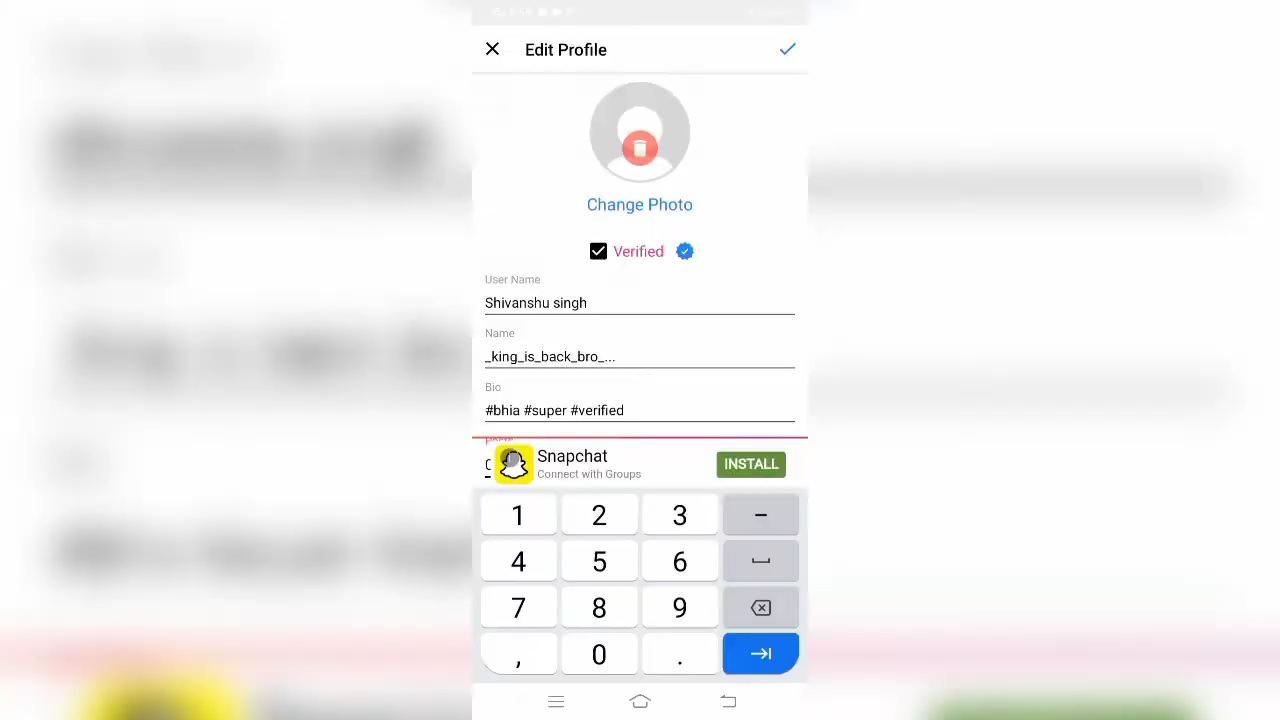 Edit Profile
Change Photo
Verified
User Name
Shivanshu singh
Name
_king_is_back_bro_...
Bio
#bhia #super #verified
Snapchat
Connect with Groups
INSTALL
1 2 3 -
4 5 6
7 8 9
, 0 .